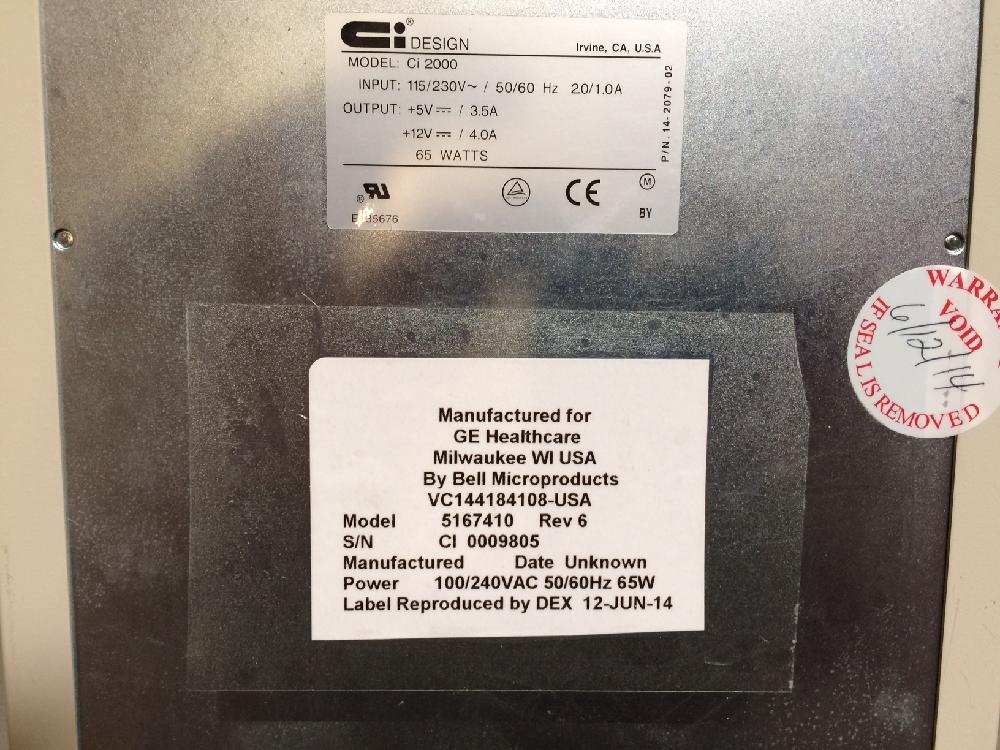 Ci® DESIGN Irvine, CA, U.S.A
MODEL: Ci 2000
INPUT: 115/230V~ / 50/60 Hz 2.0/1.0A
OUTPUT: +5V⎓ / 3.5A
+12V⎓ / 4.0A
65 WATTS
P/N. 14-2079-02
CE
M
BY
WARRA
VOID
IF SEAL IS REMOVED
6/12/14
Manufactured for
GE Healthcare
Milwaukee WI USA
By Bell Microproducts
VC144184108-USA
Model 5167410 Rev 6
S/N CI 0009805
Manufactured Date Unknown
Power 100/240VAC 50/60Hz 65W
Label Reproduced by DEX 12-JUN-14